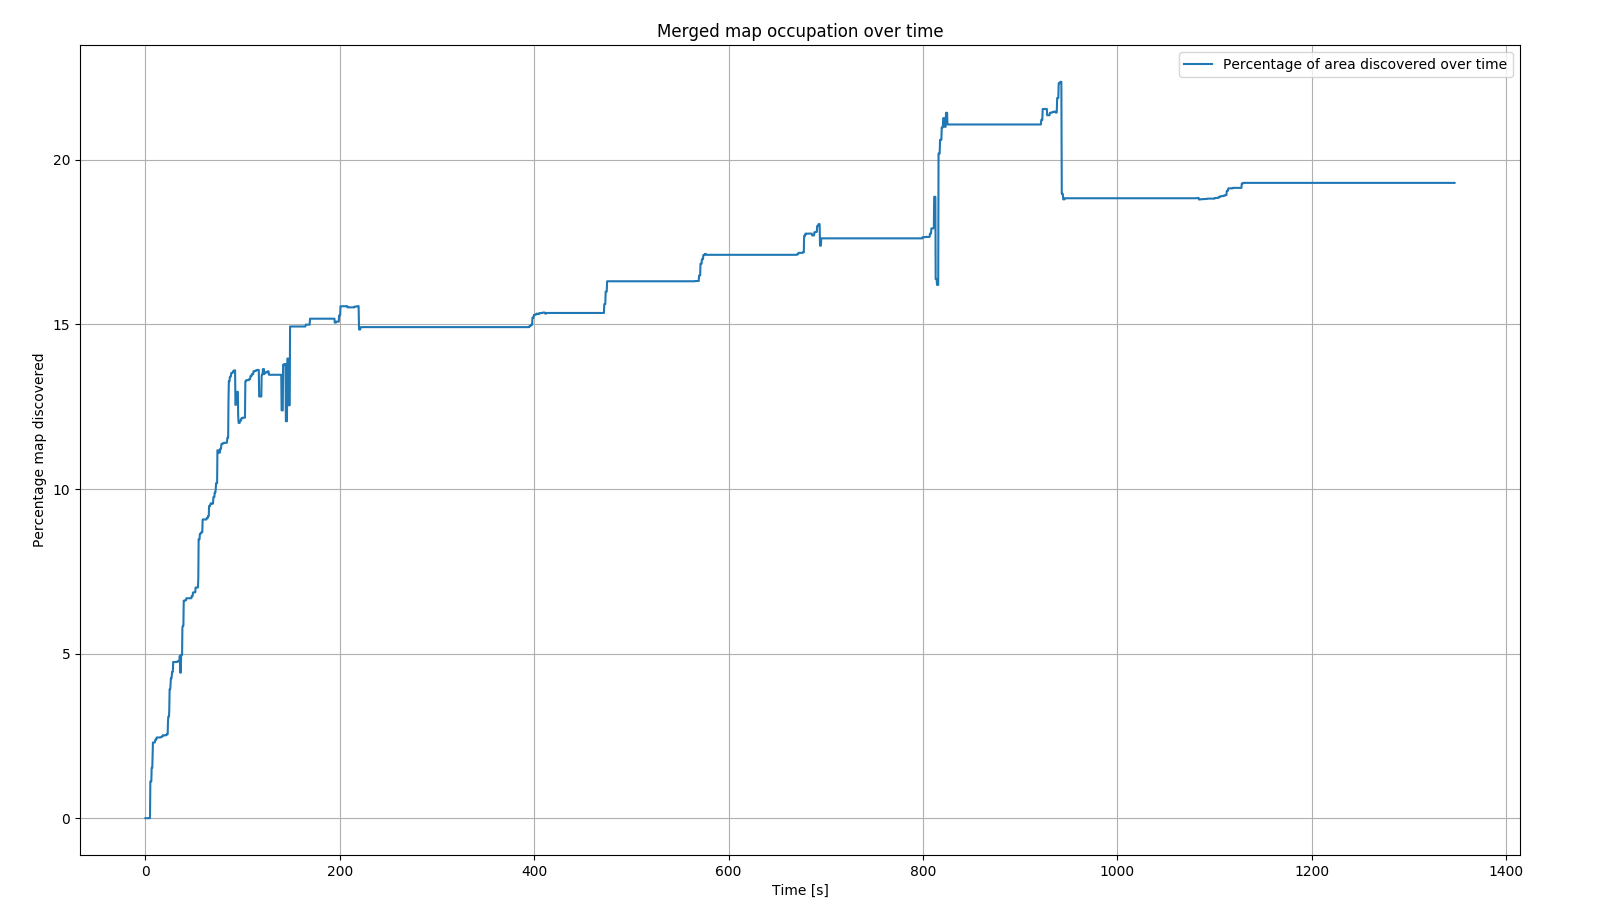 Merged map occupation over time
Percentage of area discovered over time
Percentage map discovered
20
15
10
5
0
0 200 400 600 800 1000 1200 1400
Time [s]